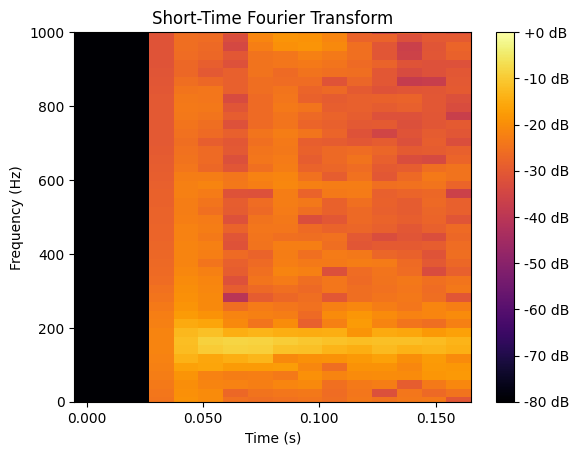 Short-Time Fourier Transform
1000
800
600
400
200
0
Frequency (Hz)
0.000
0.050
0.100
0.150
Time (s)
+0 dB
-10 dB
-20 dB
-30 dB
-40 dB
-50 dB
-60 dB
-70 dB
-80 dB